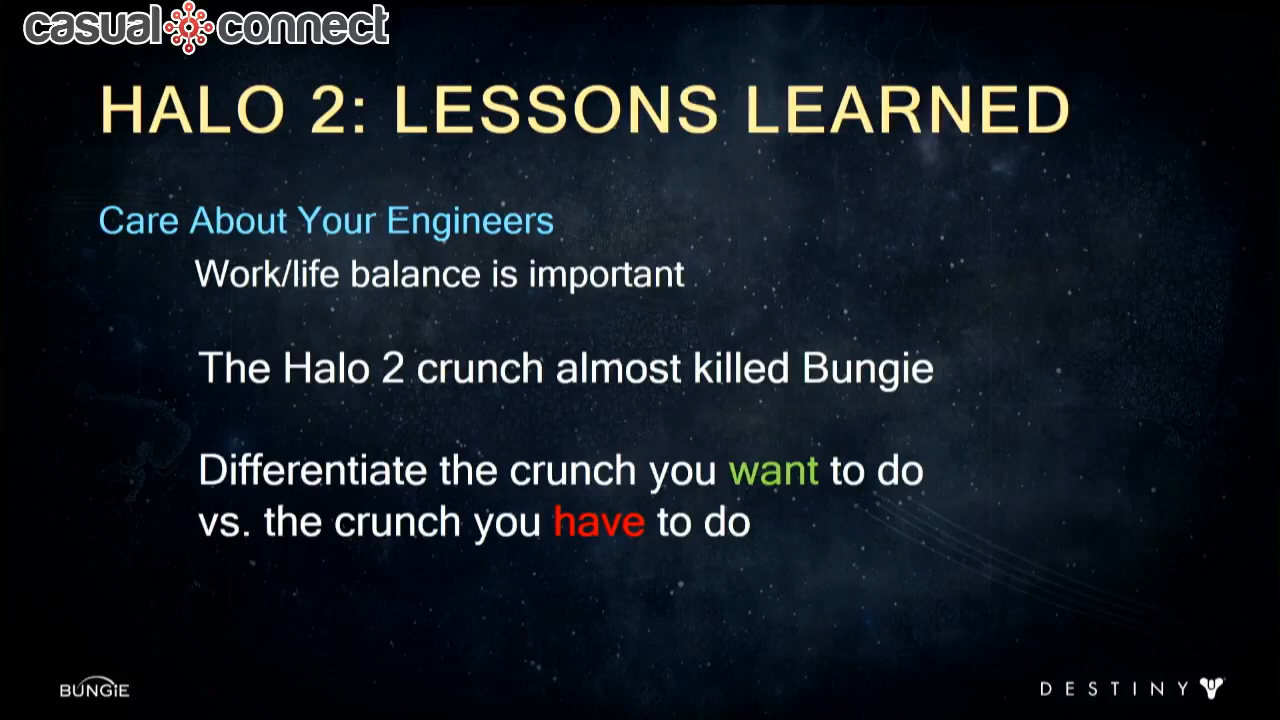 casual connect
HALO 2: LESSONS LEARNED
Care About Your Engineers
Work/life balance is important
The Halo 2 crunch almost killed Bungie
Differentiate the crunch you want to do
vs. the crunch you have to do
BUNGiE
DESTINY